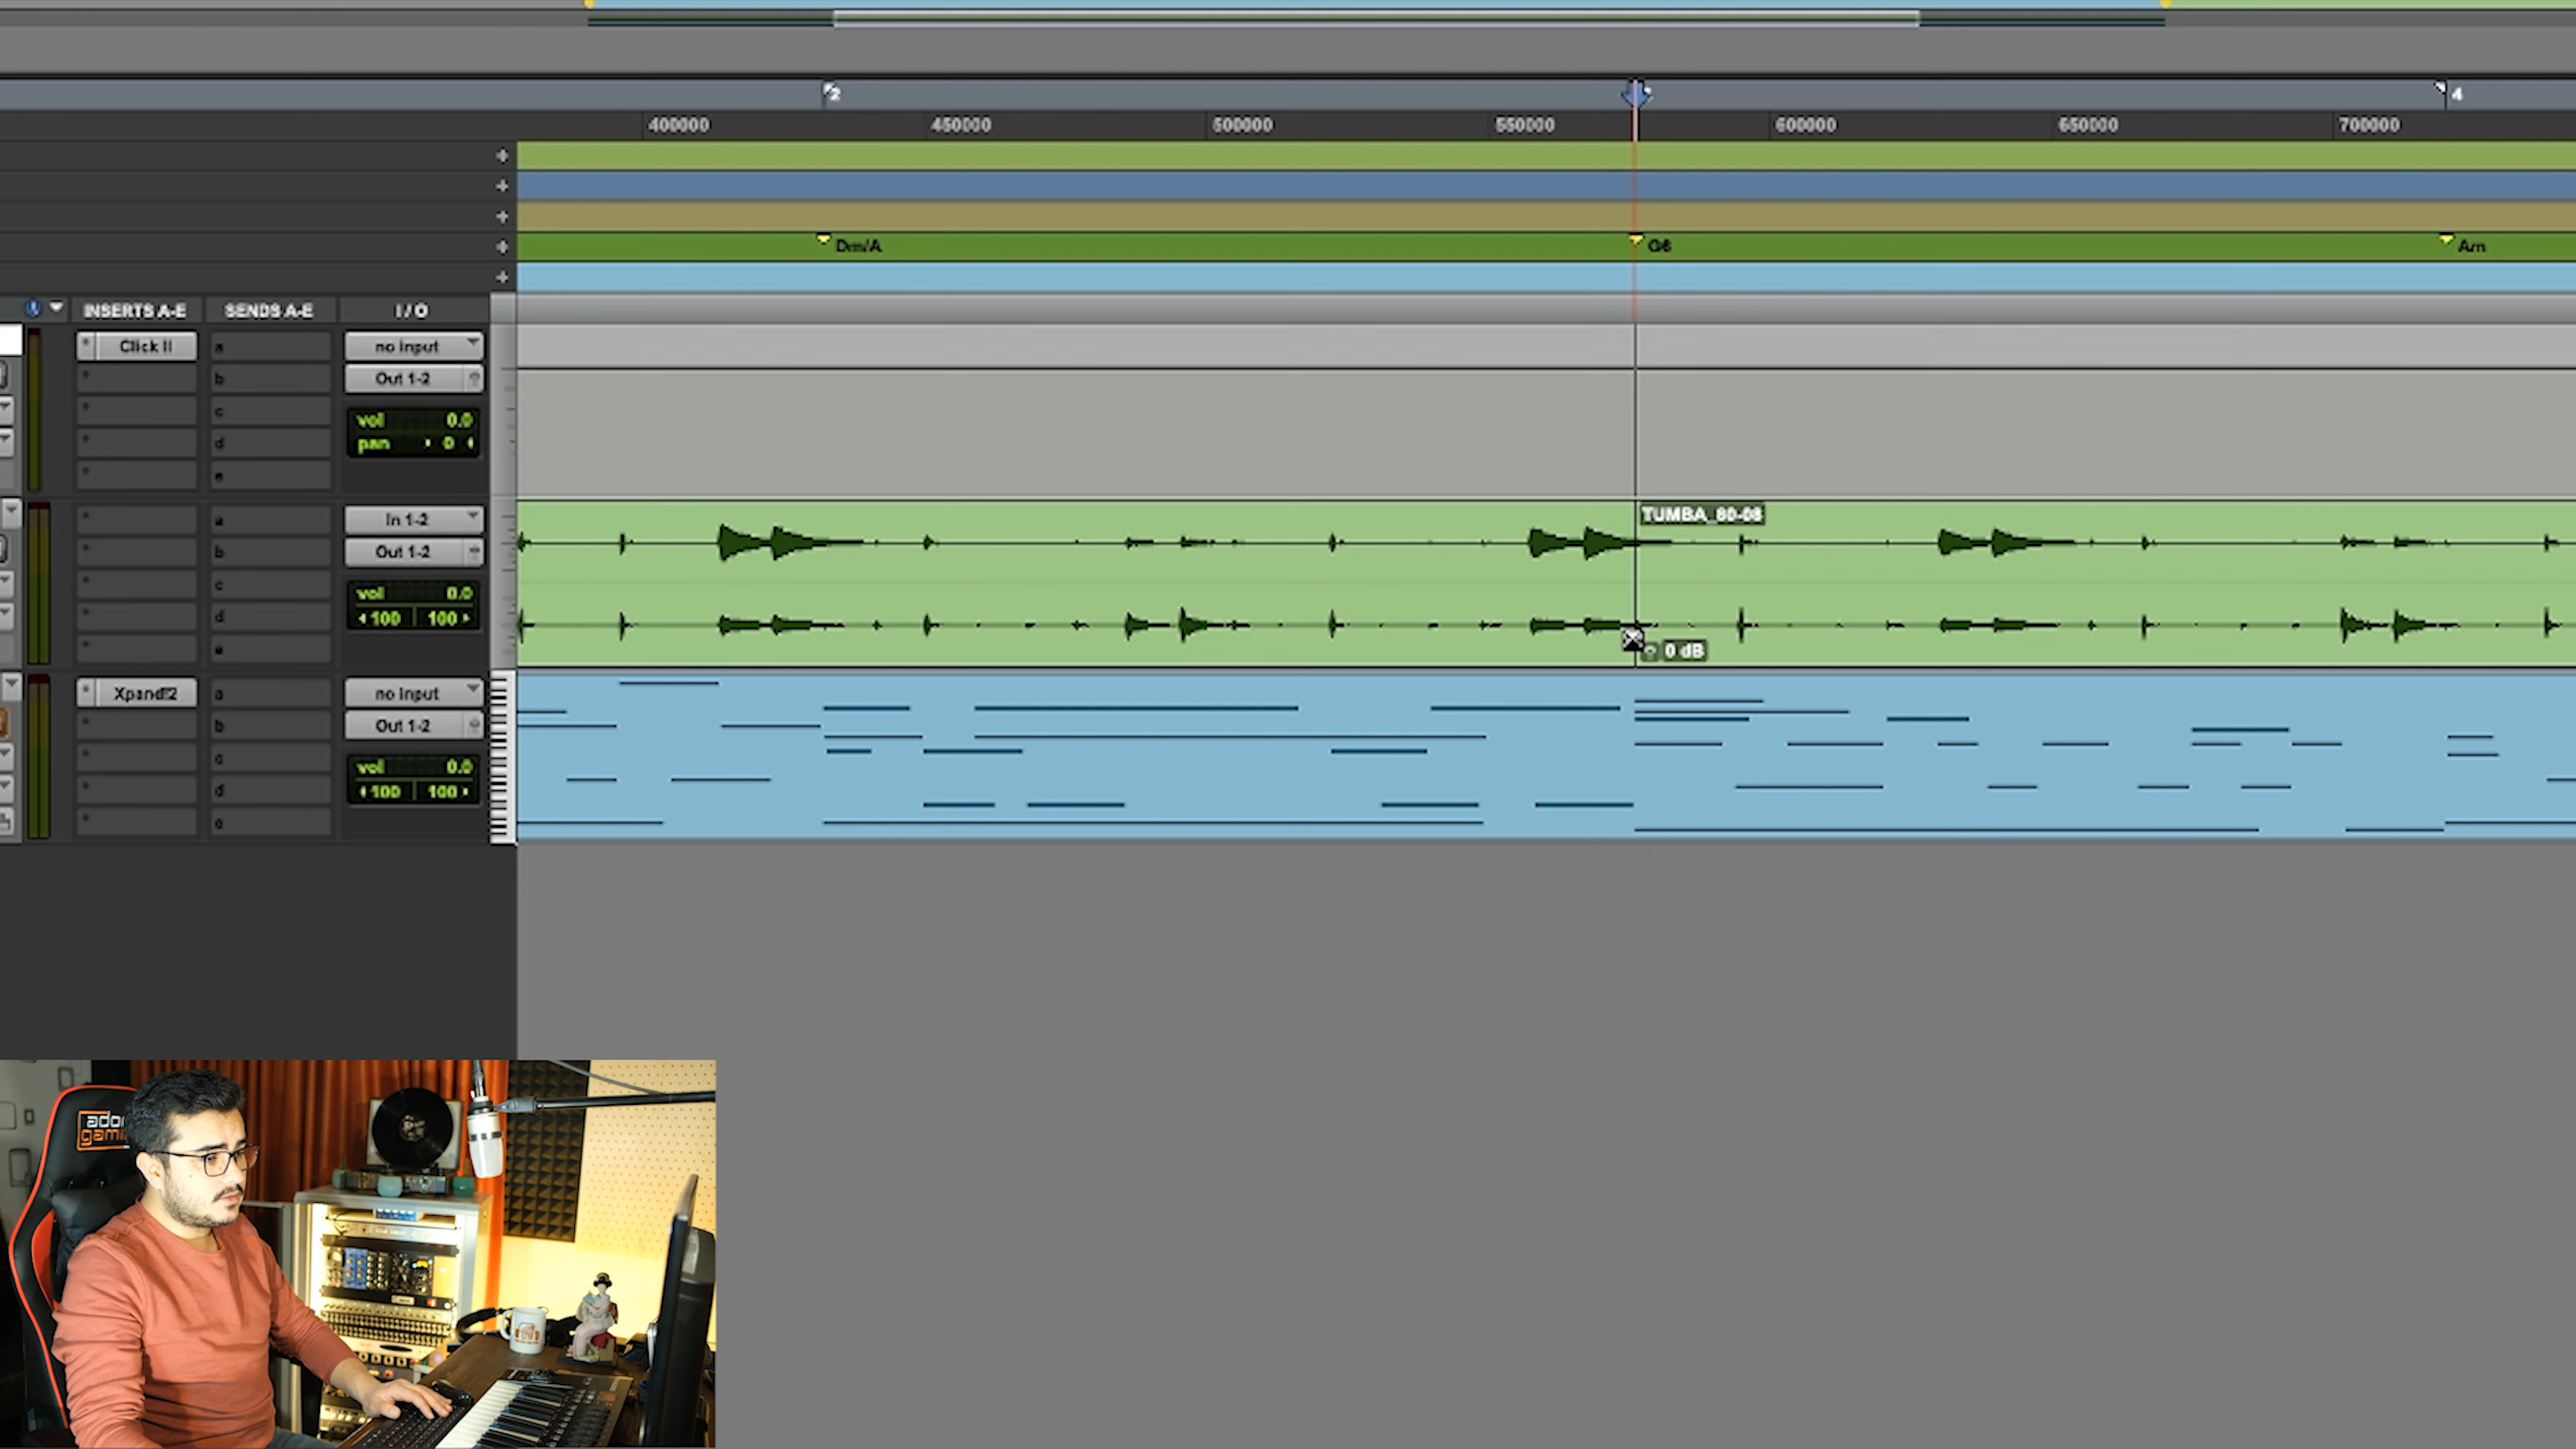 2
4
400000 450000 500000 550000 600000 650000 700000
Dm/A G6 Am
INSERTS A-E SENDS A-E I / O
Click II a no input
b Out 1-2
c
vol 0.0
d
pan 0
e
TUMBA_80-08
a In 1-2
b Out 1-2
c
vol 0.0
d
100 100
e
0 dB
Xpand!2 a no input
b Out 1-2
c
vol 0.0
d
100 100
e